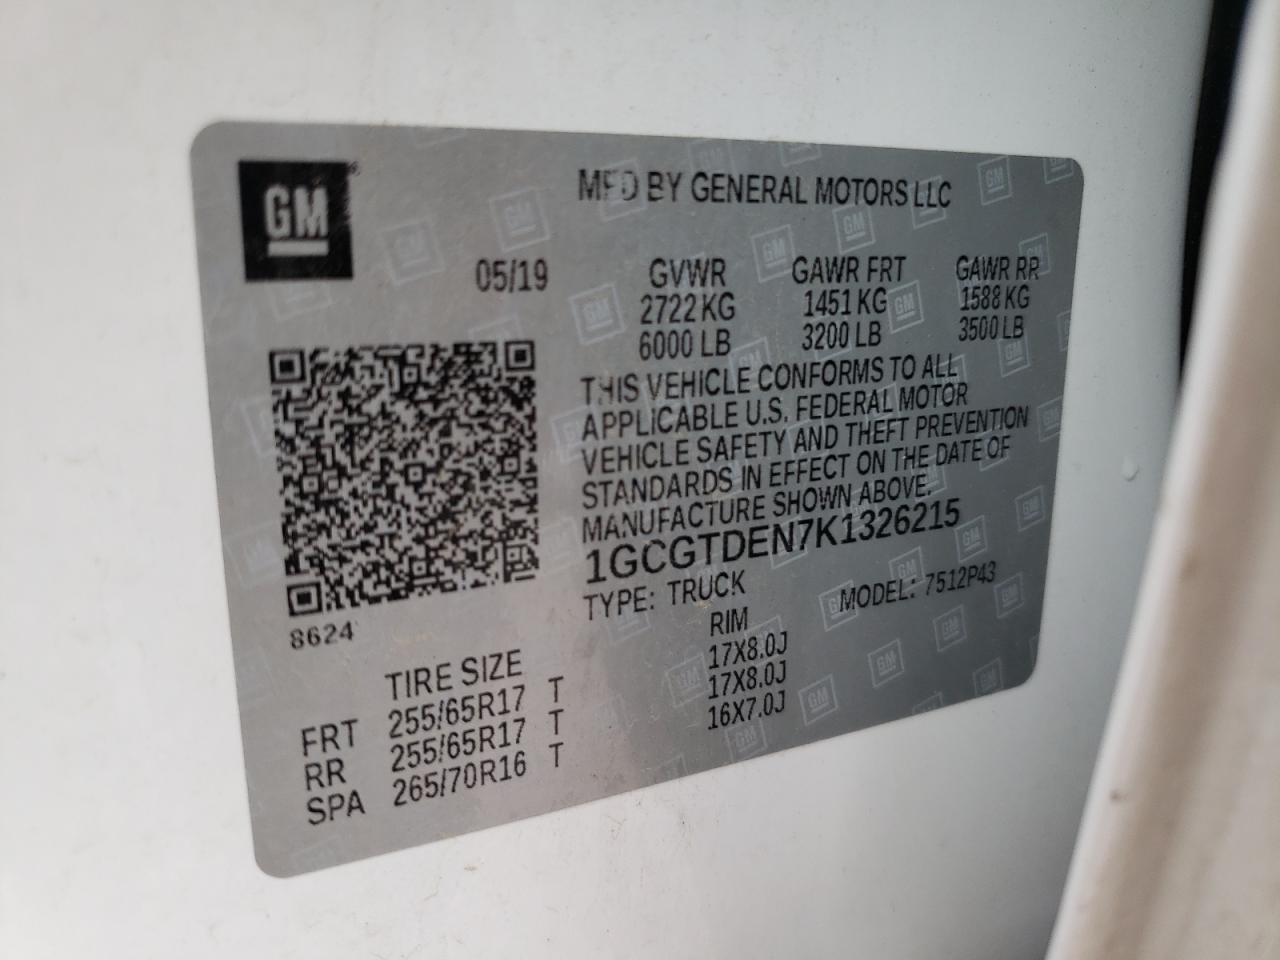 GM
MFD BY GENERAL MOTORS LLC
05/19
GVWR GAWR FRT GAWR RR
2722 KG 1451 KG 1588 KG
6000 LB 3200 LB 3500 LB
THIS VEHICLE CONFORMS TO ALL
APPLICABLE U.S. FEDERAL MOTOR
VEHICLE SAFETY AND THEFT PREVENTION
STANDARDS IN EFFECT ON THE DATE OF
MANUFACTURE SHOWN ABOVE.
1GCGTDEN7K1326215
TYPE: TRUCK MODEL: 7512P43
8624
TIRE SIZE RIM
FRT 255/65R17 T 17X8.0J
RR 255/65R17 T 17X8.0J
SPA 265/70R16 T 16X7.0J